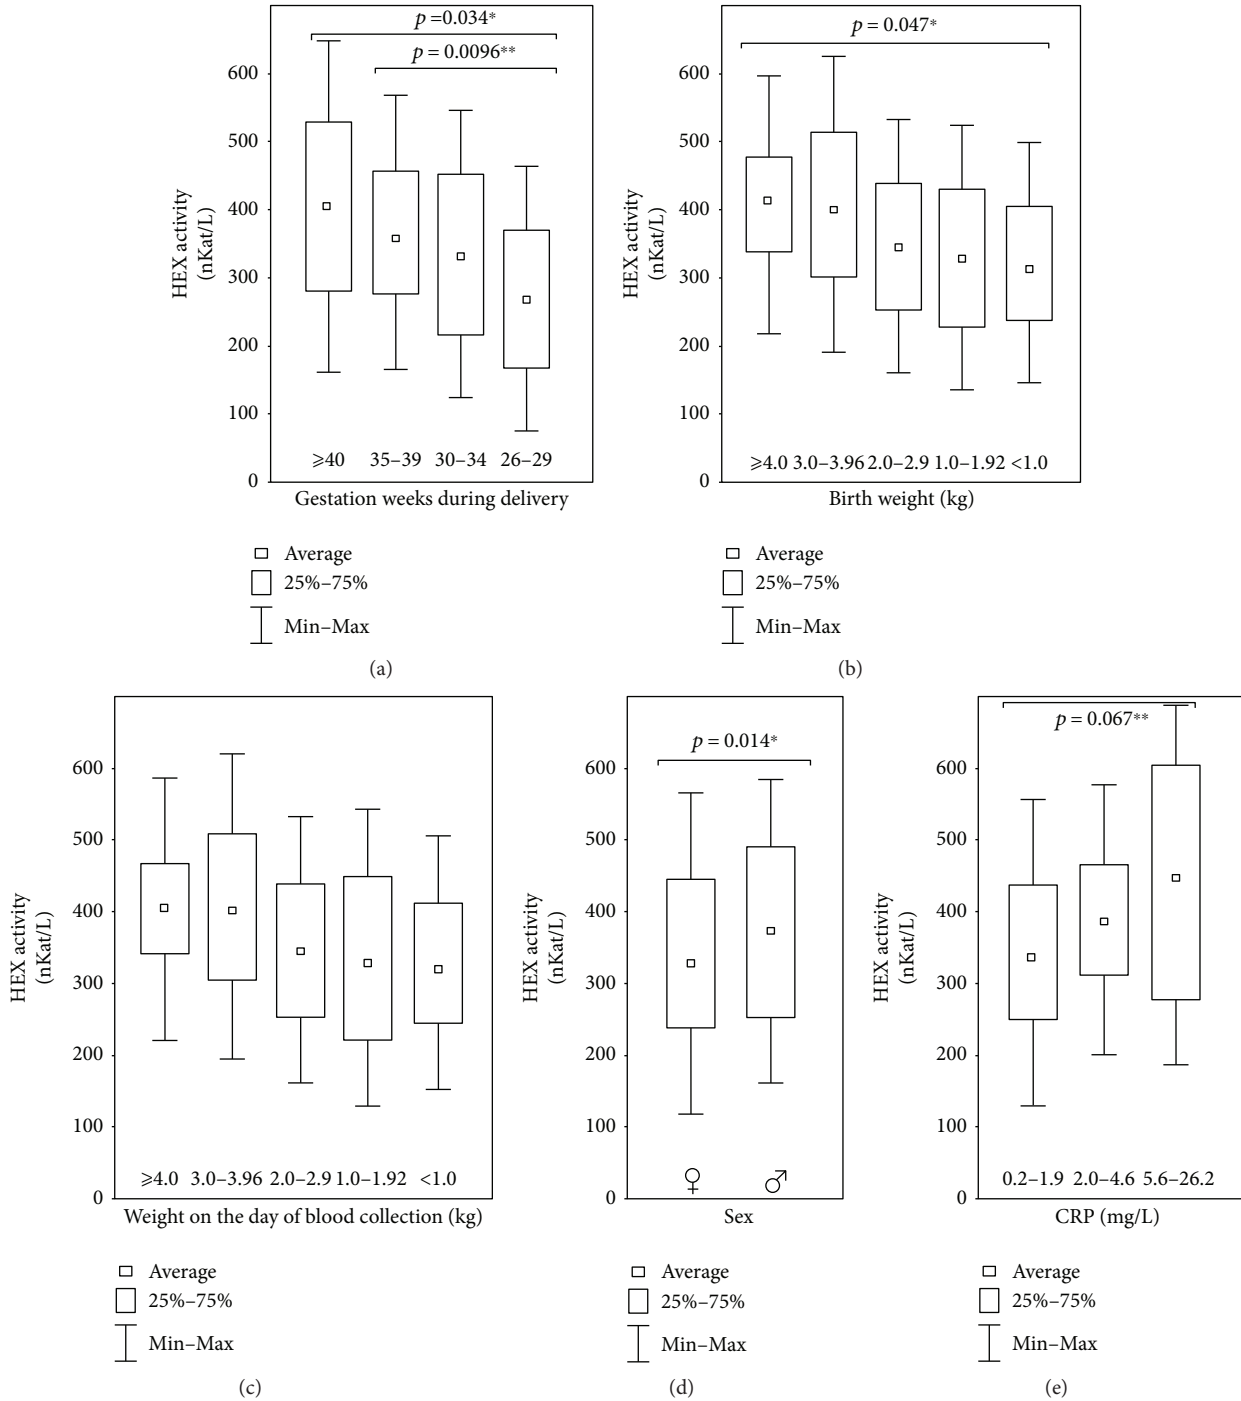 p =0.034*
p = 0.0096**
600
500
400
300
200
100
0
HEX activity
(nKat/L)
⩾40 35–39 30–34 26–29
Gestation weeks during delivery
Average
25%–75%
Min–Max
(a)
p = 0.047*
600
500
400
300
200
100
0
HEX activity
(nKat/L)
⩾4.0 3.0–3.96 2.0–2.9 1.0–1.92 <1.0
Birth weight (kg)
Average
25%–75%
Min–Max
(b)
600
500
400
300
200
100
0
HEX activity
(nKat/L)
⩾4.0 3.0–3.96 2.0–2.9 1.0–1.92 <1.0
Weight on the day of blood collection (kg)
Average
25%–75%
Min–Max
(c)
p = 0.014*
600
500
400
300
200
100
0
HEX activity
(nKat/L)
♀ ♂
Sex
Average
25%–75%
Min–Max
(d)
p = 0.067**
600
500
400
300
200
100
0
HEX activity
(nKat/L)
0.2–1.9 2.0–4.6 5.6–26.2
CRP (mg/L)
Average
25%–75%
Min–Max
(e)